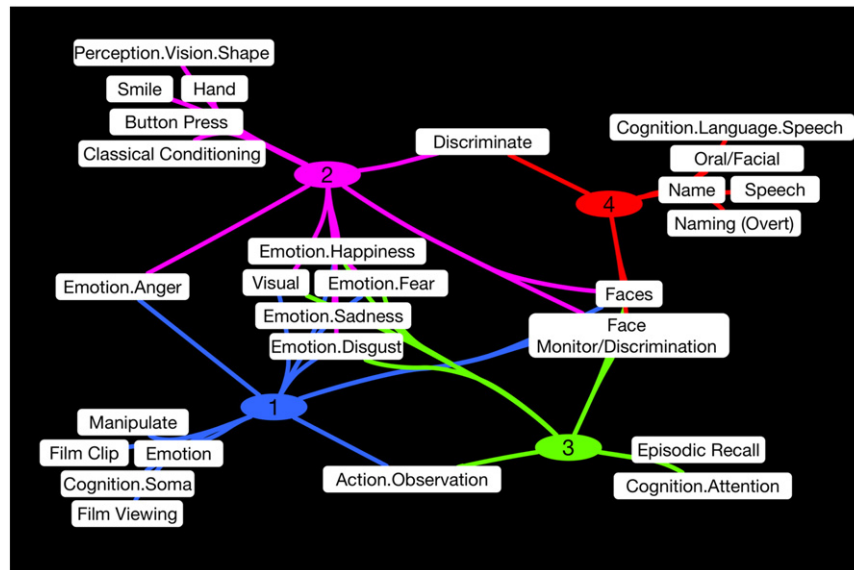 Perception.Vision.Shape
Smile
Hand
Button Press
Classical Conditioning
Discriminate
Cognition.Language.Speech
Oral/Facial
Name
Speech
Naming (Overt)
2
4
Emotion.Happiness
Emotion.Anger
Visual
Emotion.Fear
Faces
Emotion.Sadness
Emotion.Disgust
Face
Monitor/Discrimination
1
Manipulate
Film Clip
Emotion
Cognition.Soma
Film Viewing
3
Action.Observation
Episodic Recall
Cognition.Attention